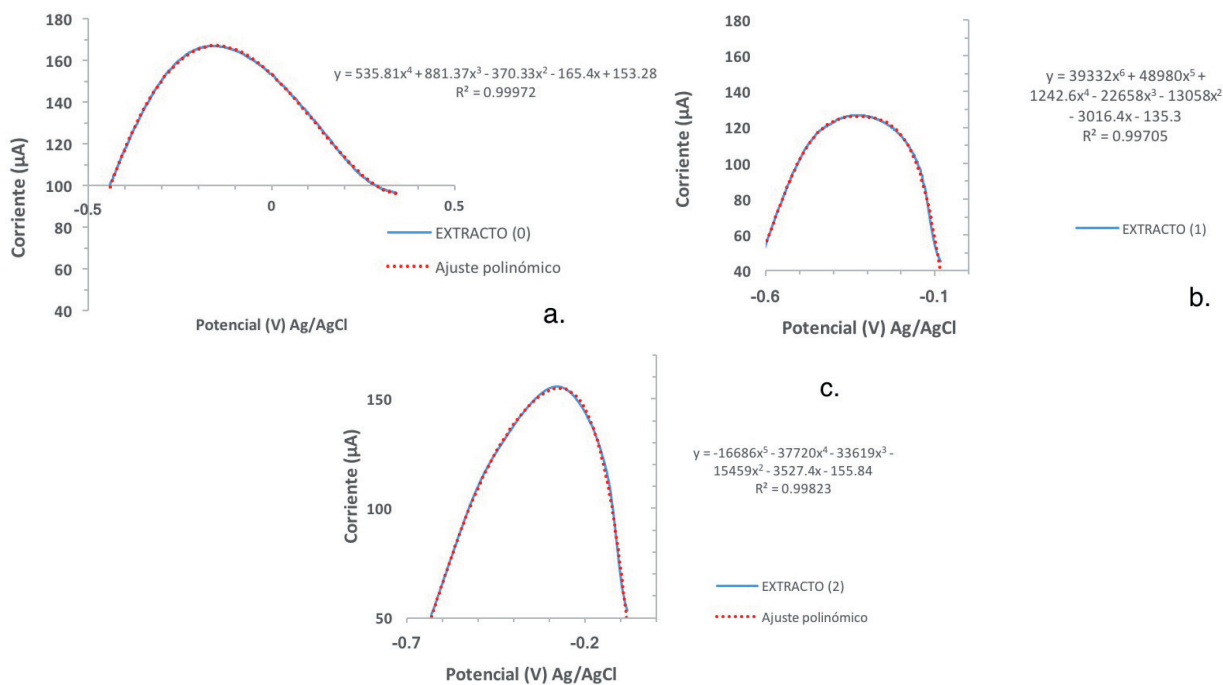 180
160
140
120
100
80
60
40
Corriente (μA)
-0.5
0
0.5
y = 535.81x⁴ + 881.37x³ - 370.33x² - 165.4x + 153.28
R² = 0.99972
EXTRACTO (0)
Ajuste polinómico
Potencial (V) Ag/AgCl
a.
180
160
140
120
100
80
60
40
Corriente (μA)
-0.6
-0.1
y = 39332x⁶ + 48980x⁵ +
1242.6x⁴ - 22658x³ - 13058x²
- 3016.4x - 135.3
R² = 0.99705
EXTRACTO (1)
Potencial (V) Ag/AgCl
b.
150
100
50
Corriente (μA)
-0.7
-0.2
c.
y = -16686x⁵ - 37720x⁴ - 33619x³ -
15459x² - 3527.4x - 155.84
R² = 0.99823
EXTRACTO (2)
Ajuste polinómico
Potencial (V) Ag/AgCl